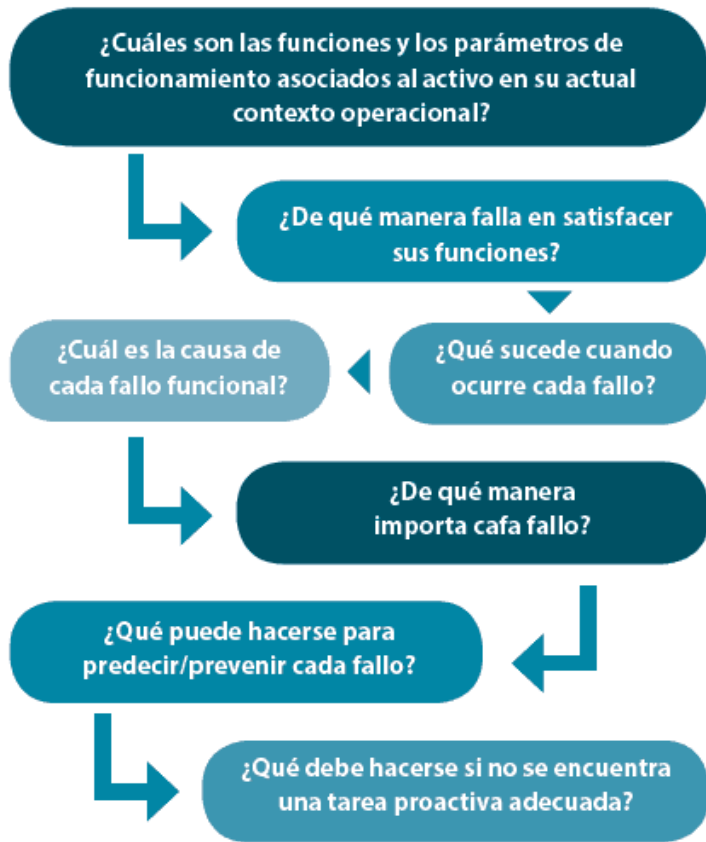 ¿Cuáles son las funciones y los parámetros de
funcionamiento asociados al activo en su actual
contexto operacional?
¿De qué manera falla en satisfacer
sus funciones?
¿Qué sucede cuando
ocurre cada fallo?
¿Cuál es la causa de
cada fallo funcional?
¿De qué manera
importa cafa fallo?
¿Qué puede hacerse para
predecir/prevenir cada fallo?
¿Qué debe hacerse si no se encuentra
una tarea proactiva adecuada?